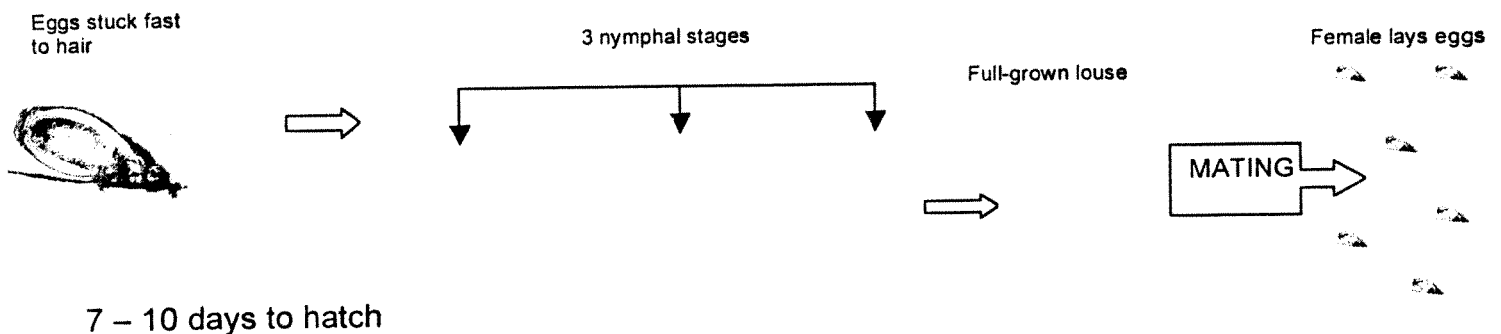 Eggs stuck fast
to hair
3 nymphal stages
Full-grown louse
MATING
Female lays eggs
7 – 10 days to hatch